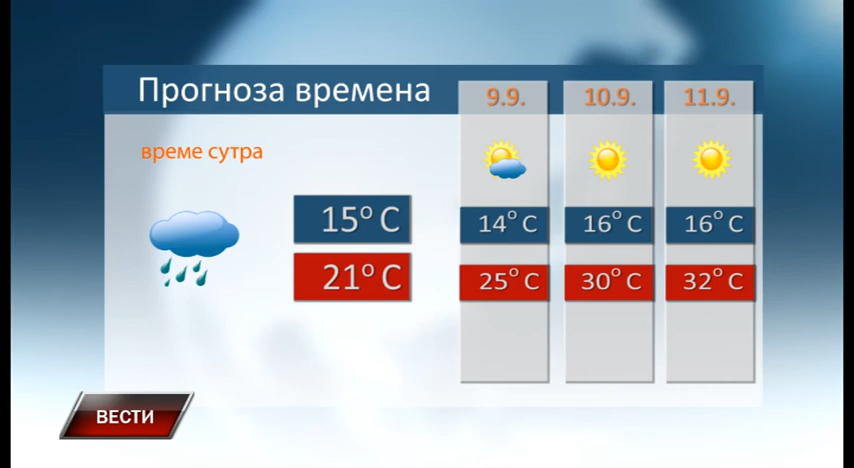 Прогноза времена
време сутра
15° C
21° C
9.9. 10.9. 11.9.
14° C 16° C 16° C
25° C 30° C 32° C
ВЕСТИ